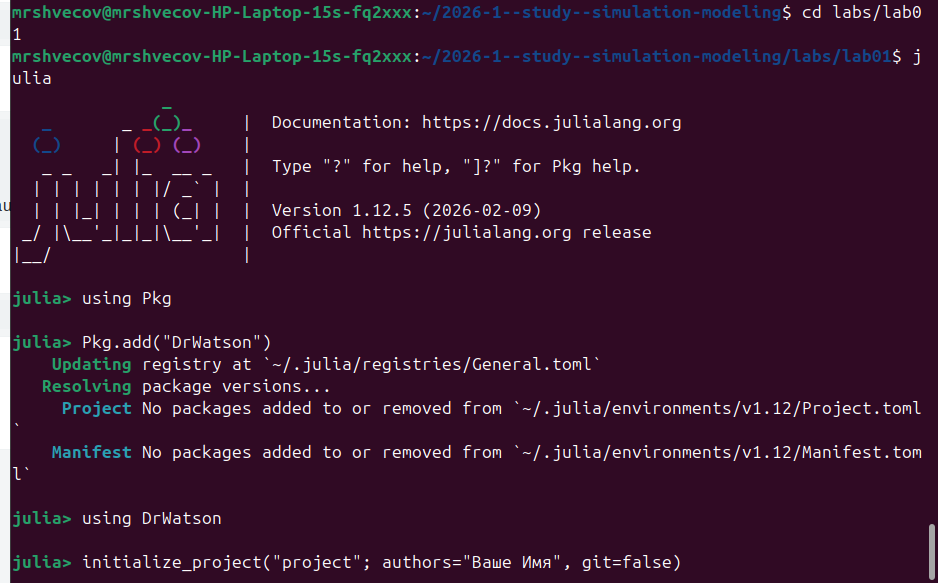 mrshvecov@mrshvecov-HP-Laptop-15s-fq2xxx:~/2026-1--study--simulation-modeling$ cd labs/lab0
1
mrshvecov@mrshvecov-HP-Laptop-15s-fq2xxx:~/2026-1--study--simulation-modeling/labs/lab01$ j
ulia
               _
   _       _ _(_)_     |  Documentation: https://docs.julialang.org
  (_)     | (_) (_)    |
   _ _   _| |_  __ _   |  Type "?" for help, "]?" for Pkg help.
  | | | | | | |/ _` |  |
  | | |_| | | | (_| |  |  Version 1.12.5 (2026-02-09)
 _/ |\__'_|_|_|\__'_|  |  Official https://julialang.org release
|__/                   |
julia> using Pkg
julia> Pkg.add("DrWatson")
    Updating registry at `~/.julia/registries/General.toml`
   Resolving package versions...
     Project No packages added to or removed from `~/.julia/environments/v1.12/Project.toml
`
    Manifest No packages added to or removed from `~/.julia/environments/v1.12/Manifest.tom
l`
julia> using DrWatson
julia> initialize_project("project"; authors="Ваше Имя", git=false)